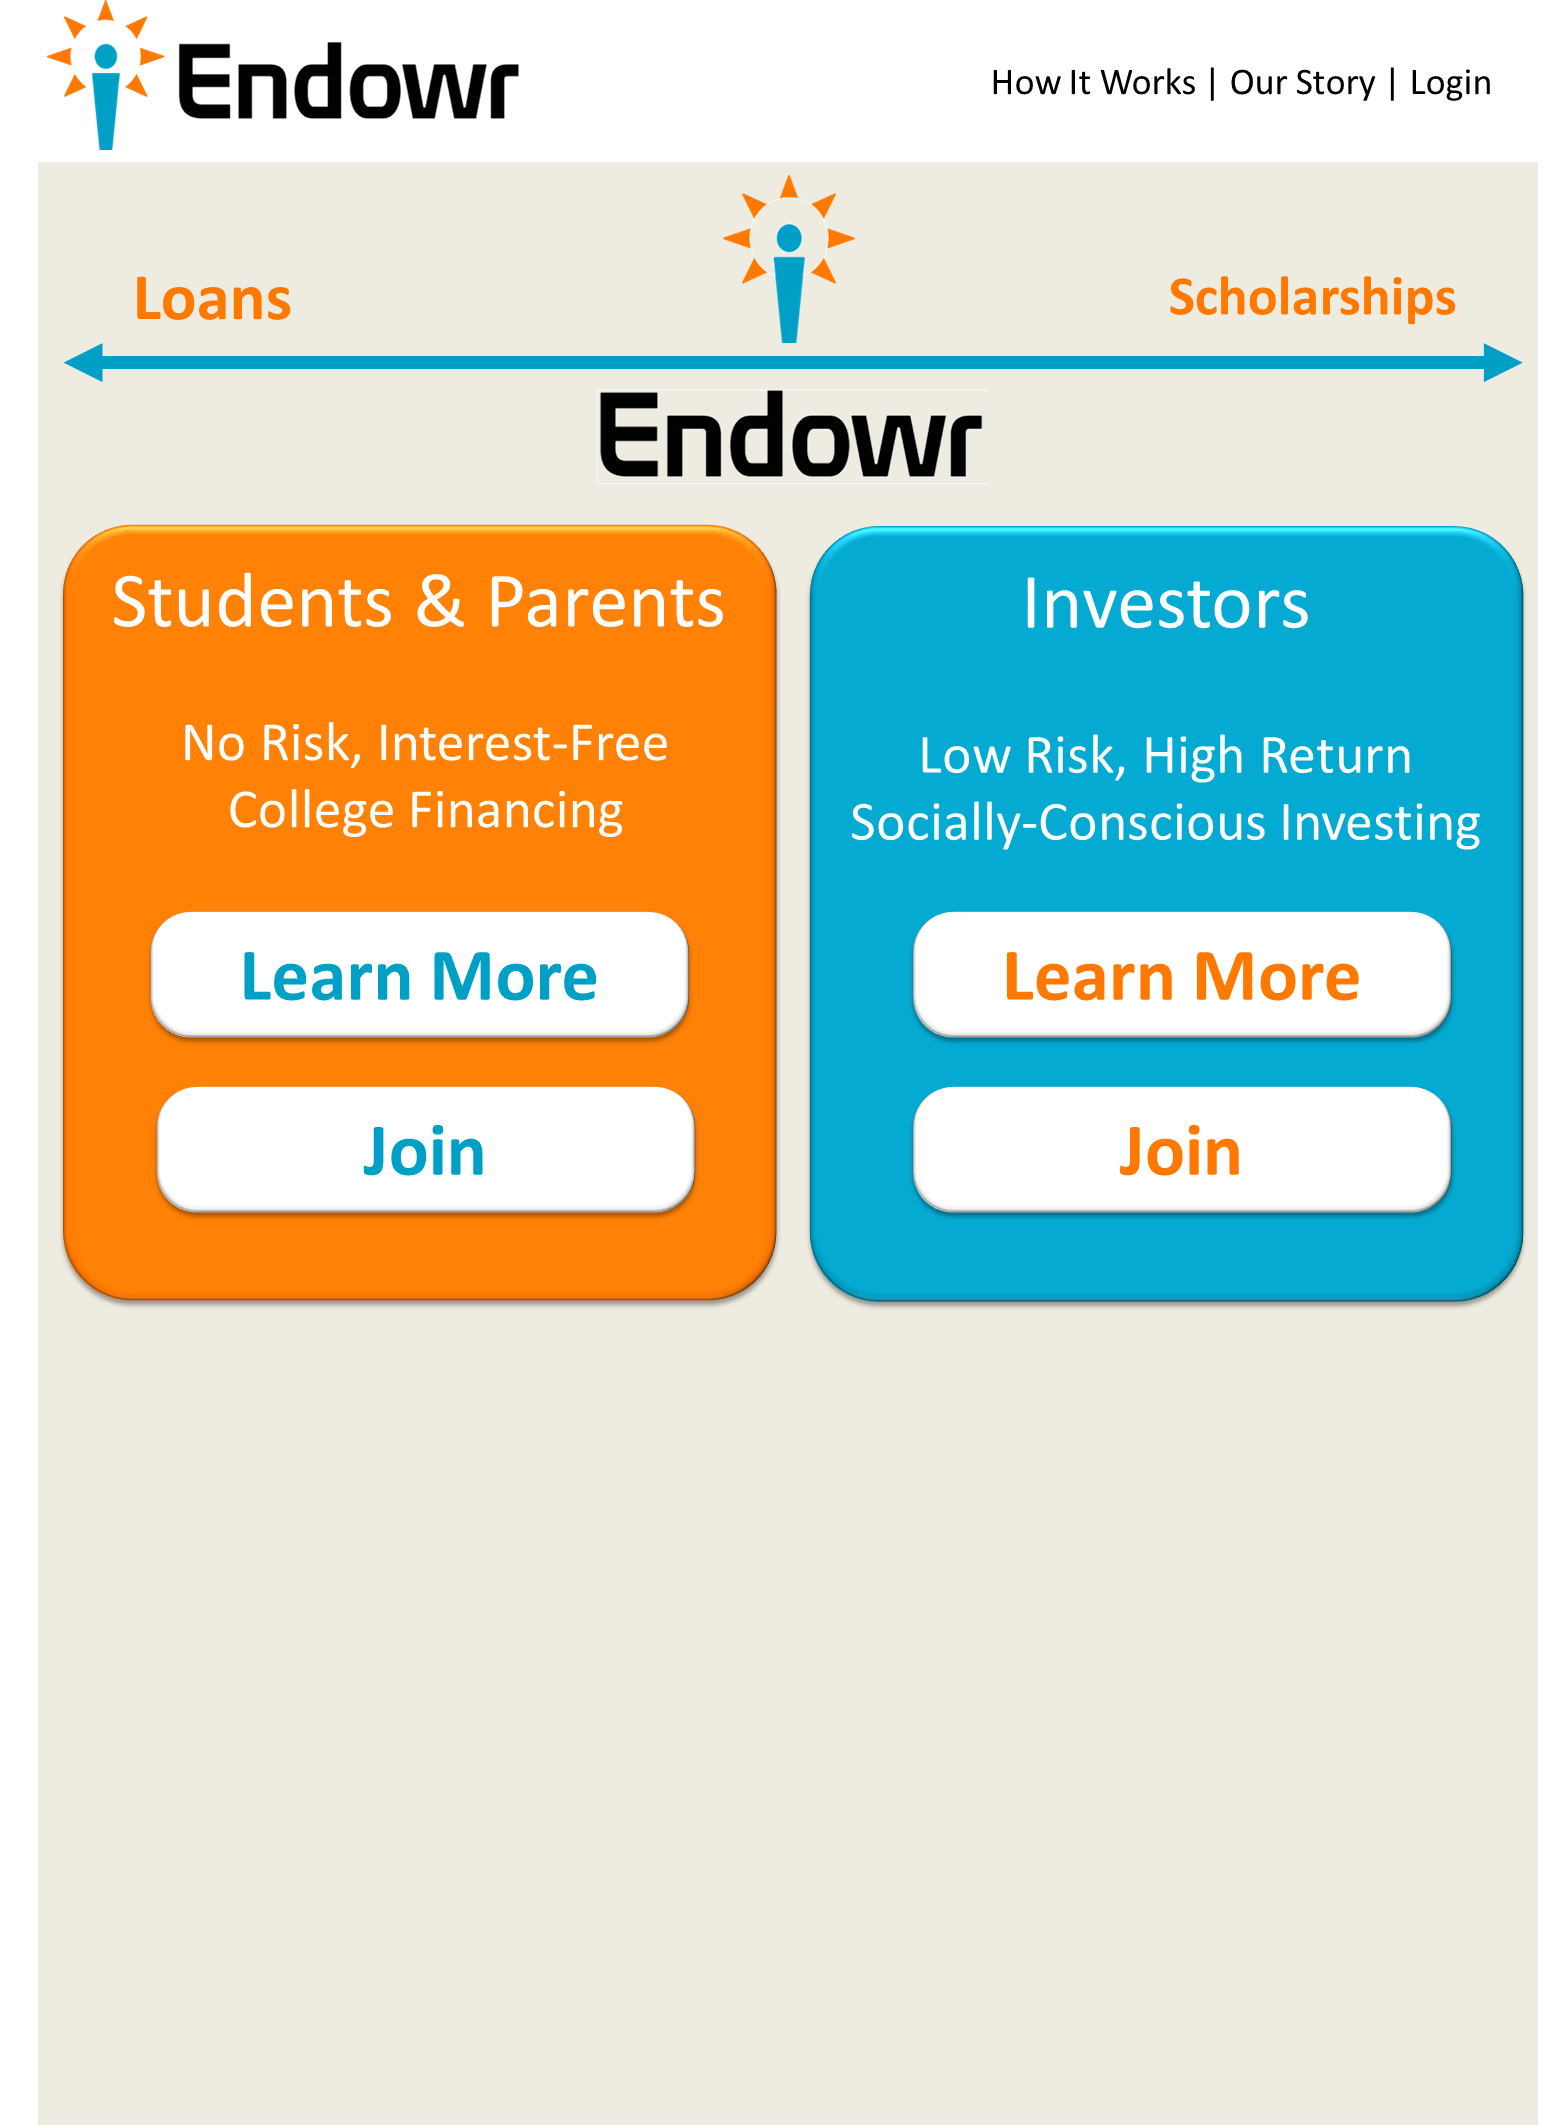 Endowr
How It Works | Our Story | Login
Loans
Scholarships
Endowr
Students & Parents
No Risk, Interest-Free
College Financing
Learn More
Join
Investors
Low Risk, High Return
Socially-Conscious Investing
Learn More
Join